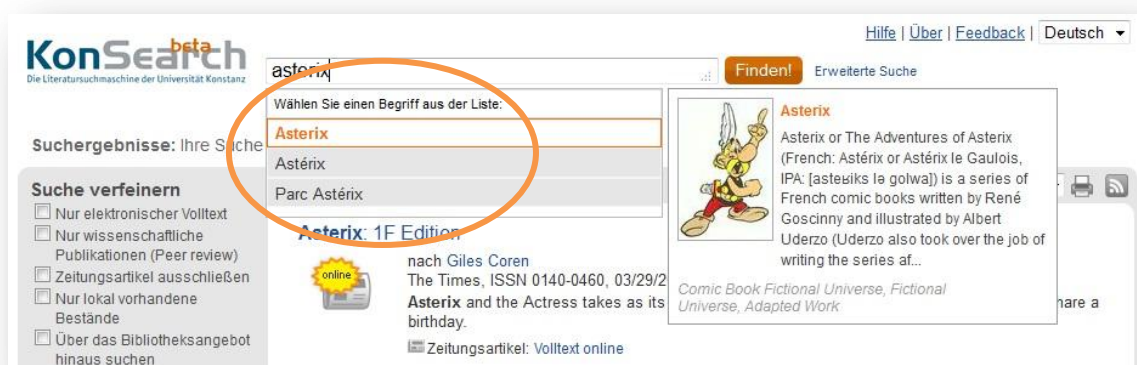 Hilfe | Über | Feedback | Deutsch
KonSearch
beta
Die Literatursuchmaschine der Universität Konstanz
asterix
Finden!
Erweiterte Suche
Wählen Sie einen Begriff aus der Liste:
Asterix
Astérix
Parc Astérix
Asterix
Asterix or The Adventures of Asterix
(French: Astérix or Astérix le Gaulois,
IPA: [asteʁiks lə golwa]) is a series of
French comic books written by René
Goscinny and illustrated by Albert
Uderzo (Uderzo also took over the job of
writing the series af...
Comic Book Fictional Universe, Fictional
Universe, Adapted Work
Suchergebnisse: Ihre Suche
Suche verfeinern
Nur elektronischer Volltext
Nur wissenschaftliche
Publikationen (Peer review)
Zeitungsartikel ausschließen
Nur lokal vorhandene
Bestände
Über das Bibliotheksangebot
hinaus suchen
Asterix: 1F Edition
online
nach Giles Coren
The Times, ISSN 0140-0460, 03/29/2
Asterix and the Actress takes as its
hare a
birthday.
Zeitungsartikel: Volltext online